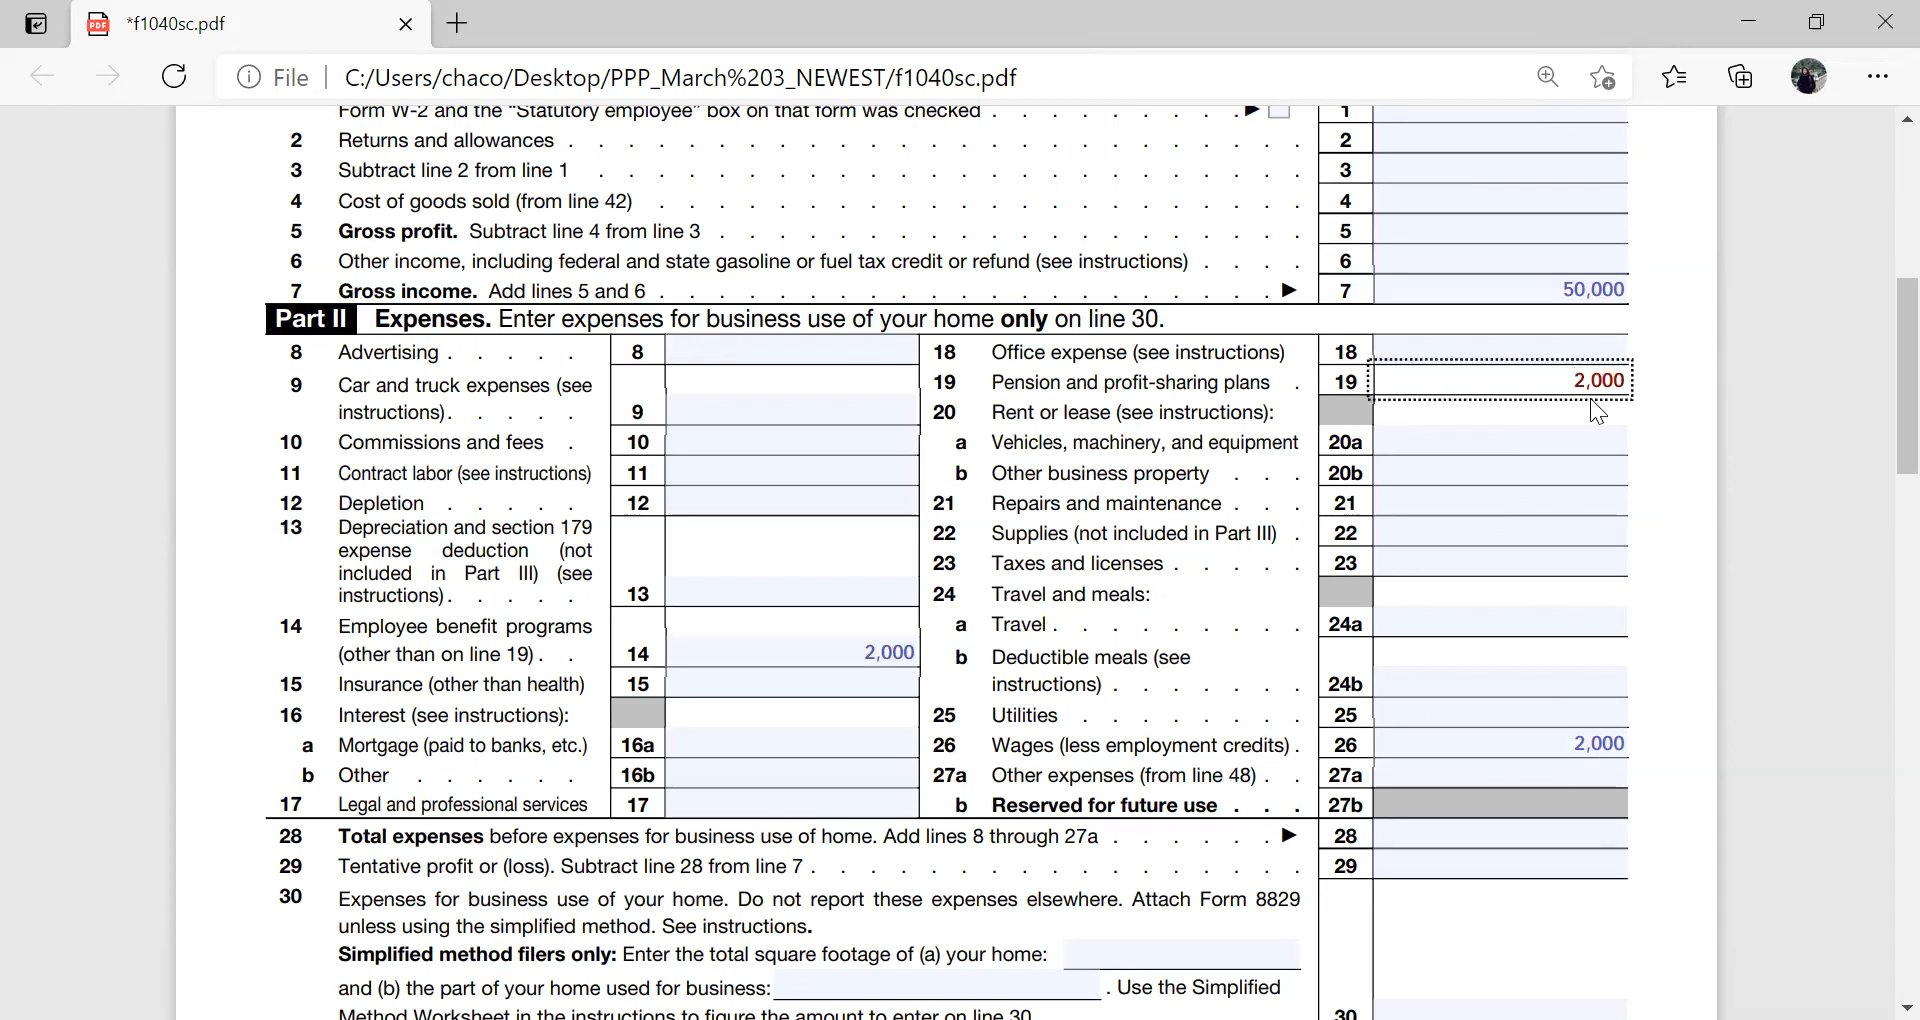 *f1040sc.pdf
File | C:/Users/chaco/Desktop/PPP_March%203_NEWEST/f1040sc.pdf
Form W-2 and the "Statutory employee" box on that form was checked . . . . . . . . . ▶ 1
2 Returns and allowances . . . . . . . . . . . . . . . . . . . . . . . . . 2
3 Subtract line 2 from line 1 . . . . . . . . . . . . . . . . . . . . . . . . 3
4 Cost of goods sold (from line 42) . . . . . . . . . . . . . . . . . . . . . . 4
5 Gross profit. Subtract line 4 from line 3 . . . . . . . . . . . . . . . . . . . . 5
6 Other income, including federal and state gasoline or fuel tax credit or refund (see instructions) . . . . 6
7 Gross income. Add lines 5 and 6 . . . . . . . . . . . . . . . . . . . . . ▶ 7 50,000
Part II Expenses. Enter expenses for business use of your home only on line 30.
8 Advertising . . . . . 8
9 Car and truck expenses (see
instructions) . . . . . 9
10 Commissions and fees . 10
11 Contract labor (see instructions) 11
12 Depletion . . . . . 12
13 Depreciation and section 179
expense deduction (not
included in Part III) (see
instructions) . . . . . 13
14 Employee benefit programs
(other than on line 19) . . 14 2,000
15 Insurance (other than health) 15
16 Interest (see instructions):
a Mortgage (paid to banks, etc.) 16a
b Other . . . . . . 16b
17 Legal and professional services 17
18 Office expense (see instructions) 18
19 Pension and profit-sharing plans . 19 2,000
20 Rent or lease (see instructions):
a Vehicles, machinery, and equipment 20a
b Other business property . . . 20b
21 Repairs and maintenance . . . 21
22 Supplies (not included in Part III) . 22
23 Taxes and licenses . . . . . 23
24 Travel and meals:
a Travel . . . . . . . . . 24a
b Deductible meals (see
instructions) . . . . . . . 24b
25 Utilities . . . . . . . . 25
26 Wages (less employment credits) . 26 2,000
27a Other expenses (from line 48) . . 27a
b Reserved for future use . . . 27b
28 Total expenses before expenses for business use of home. Add lines 8 through 27a . . . . . . ▶ 28
29 Tentative profit or (loss). Subtract line 28 from line 7 . . . . . . . . . . . . . . . . . 29
30 Expenses for business use of your home. Do not report these expenses elsewhere. Attach Form 8829
unless using the simplified method. See instructions.
Simplified method filers only: Enter the total square footage of (a) your home:
and (b) the part of your home used for business: . Use the Simplified
Method Worksheet in the instructions to figure the amount to enter on line 30 30